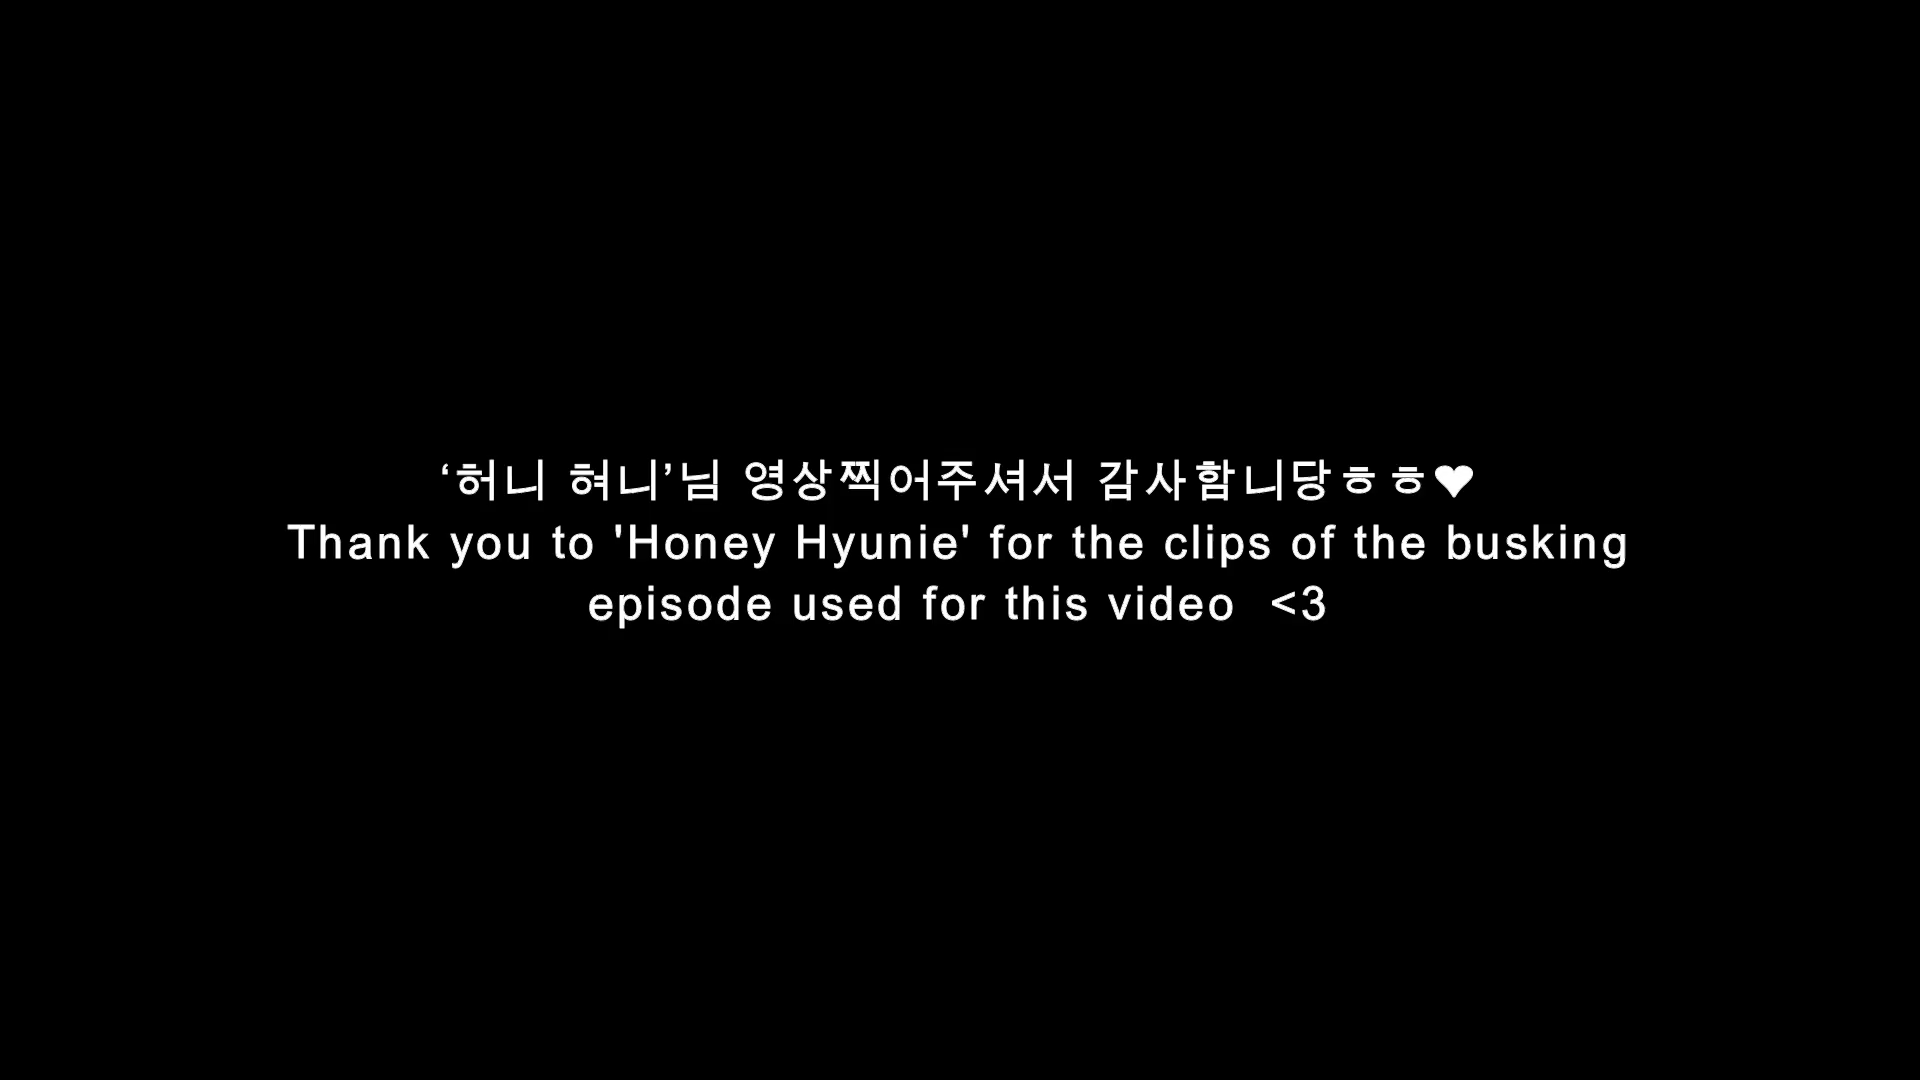 ‘허니 혀니’님 영상찍어주셔서 감사함니당ㅎㅎ❤
Thank you to 'Honey Hyunie' for the clips of the busking
episode used for this video  <3